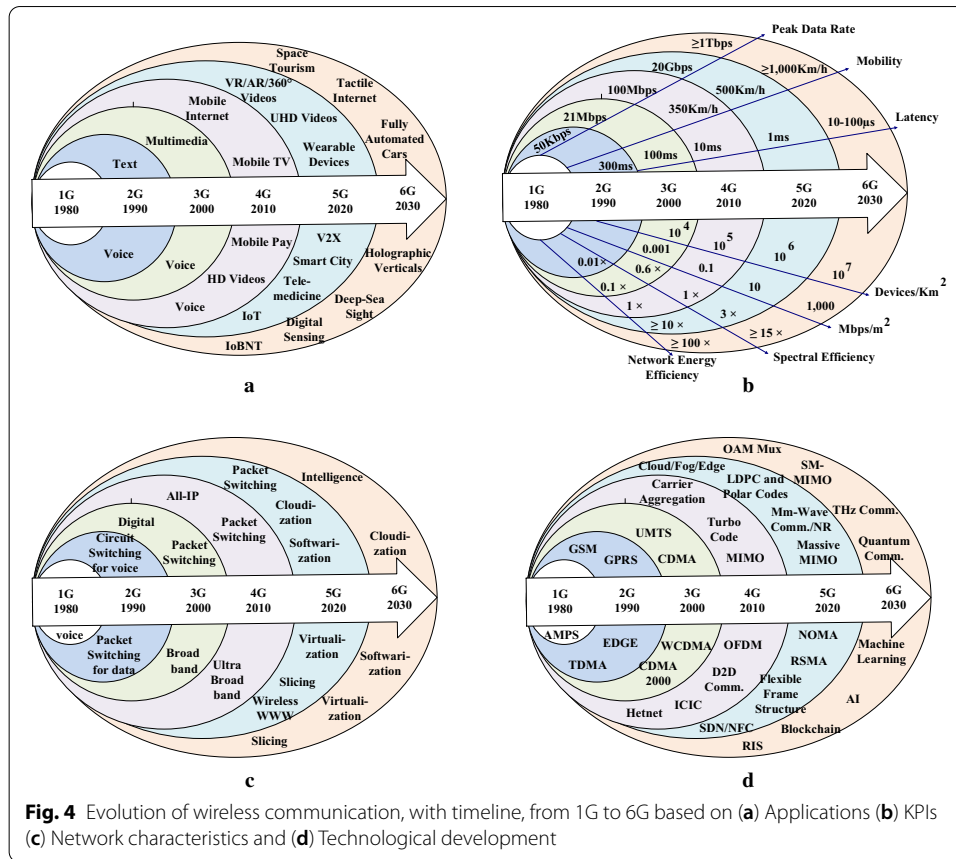 Space
Tourism
Tactile
Internet
VR/AR/360°
Videos
Mobile
Internet
UHD Videos
Fully
Automated
Cars
Multimedia
Text
Mobile TV
Wearable
Devices
1G
1980
2G
1990
3G
2000
4G
2010
5G
2020
6G
2030
Voice
Voice
Mobile Pay
V2X
Smart City
Holographic
Verticals
HD Videos
Tele-
medicine
Voice
IoT
Digital
Sensing
Deep-Sea
Sight
IoBNT
a
Peak Data Rate
≥1Tbps
Mobility
20Gbps
≥1,000Km/h
100Mbps
500Km/h
21Mbps
350Km/h
Latency
50Kbps
10-100µs
1ms
10ms
100ms
300ms
1G
1980
2G
1990
3G
2000
4G
2010
5G
2020
6G
2030
10⁴
10⁵
10⁶
10⁷
Devices/Km²
0.001
0.1
10
1,000
Mbps/m²
0.01×
0.6 ×
1 ×
3 ×
≥ 15 ×
Spectral Efficiency
0.1 ×
1 ×
≥ 10 ×
≥ 100 ×
Network Energy
Efficiency
b
Packet
Switching
Intelligence
All-IP
Cloudi-
zation
Digital
Packet
Switching
Circuit
Switching
for voice
Packet
Switching
Softwari-
zation
Cloudi-
zation
1G
1980
2G
1990
3G
2000
4G
2010
5G
2020
6G
2030
voice
Packet
Switching
for data
Broad
band
Ultra
Broad
band
Virtuali-
zation
Softwari-
zation
Slicing
Wireless
WWW
Virtuali-
zation
Slicing
c
OAM Mux
Cloud/Fog/Edge
SM-
MIMO
LDPC and
Polar Codes
Carrier
Aggregation
THz Comm.
Mm-Wave
Comm./NR
UMTS
Turbo
Code
GSM
GPRS
CDMA
MIMO
Massive
MIMO
Quantum
Comm.
1G
1980
2G
1990
3G
2000
4G
2010
5G
2020
6G
2030
AMPS
EDGE
WCDMA
OFDM
NOMA
Machine
Learning
TDMA
CDMA
2000
D2D
Comm.
RSMA
Flexible
Frame
Structure
Hetnet
ICIC
AI
SDN/NFC
Blockchain
RIS
d
Fig. 4 Evolution of wireless communication, with timeline, from 1G to 6G based on (a) Applications (b) KPIs
(c) Network characteristics and (d) Technological development